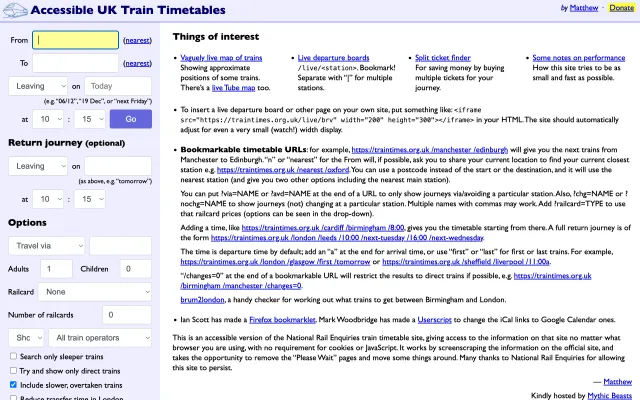 Accessible UK Train Timetables
by Matthew · Donate
From (nearest)
To (nearest)
Leaving on Today
(e.g. "06/12", "19 Dec", or "next Friday")
at 10 : 15 Go
Return journey (optional)
Leaving on
(as above, e.g. "tomorrow")
at 10 : 15
Options
Travel via
Adults 1 Children 0
Railcard None
Number of railcards 0
Shc All train operators
Search only sleeper trains
Try and show only direct trains
Include slower, overtaken trains
Reduce transfer time in London
Things of interest
• Vaguely live map of trains
Showing approximate
positions of some trains.
There's a live Tube map too.
• Live departure boards
/live/<station>. Bookmark!
Separate with "|" for multiple
stations.
• Split ticket finder
For saving money by buying
multiple tickets for your
journey.
• Some notes on performance
How this site tries to be
as small and fast as possible.
• To insert a live departure board or other page on your own site, put something like: <iframe
src="https://traintimes.org.uk/live/brv" width="200" height="300"></iframe> in your HTML. The site should automatically
adjust for even a very small (watch!) width display.
• Bookmarkable timetable URLs: for example, https://traintimes.org.uk/manchester/edinburgh will give you the next trains from
Manchester to Edinburgh. "n" or "nearest" for the From will, if possible, ask you to share your current location to find your current closest
station e.g. https://traintimes.org.uk/nearest/oxford. You can use a postcode instead of the start or the destination, and it will use the
nearest station (and give you two other options including the nearest main station).
You can put ?via=NAME or ?avd=NAME at the end of a URL to only show journeys via/avoiding a particular station. Also, ?chg=NAME or ?
nochg=NAME to show journeys (not) changing at a particular station. Multiple names with commas may work. Add !railcard=TYPE to use
that railcard prices (options can be seen in the drop-down).
Adding a time, like https://traintimes.org.uk/cardiff/birmingham/8:00, gives you the timetable starting from there. A full return journey is of
the form https://traintimes.org.uk/london/leeds/10:00/next-tuesday/16:00/next-wednesday.
The time is departure time by default; add an "a" at the end for arrival time, or use "first" or "last" for first or last trains. For example,
https://traintimes.org.uk/london/glasgow/first/tomorrow or https://traintimes.org.uk/sheffield/liverpool/11:00a.
"/changes=0" at the end of a bookmarkable URL will restrict the results to direct trains if possible, e.g. https://traintimes.org.uk
/birmingham/manchester/changes=0.
brum2london, a handy checker for working out what trains to get between Birmingham and London.
• Ian Scott has made a Firefox bookmarklet. Mark Woodbridge has made a Userscript to change the iCal links to Google Calendar ones.
This is an accessible version of the National Rail Enquiries train timetable site, giving access to the information on that site no matter what
browser you are using, with no requirement for cookies or JavaScript. It works by screenscraping the information on the official site, and
takes the opportunity to remove the "Please Wait" pages and move some things around. Many thanks to National Rail Enquiries for allowing
this site to persist.
— Matthew
Kindly hosted by Mythic Beasts